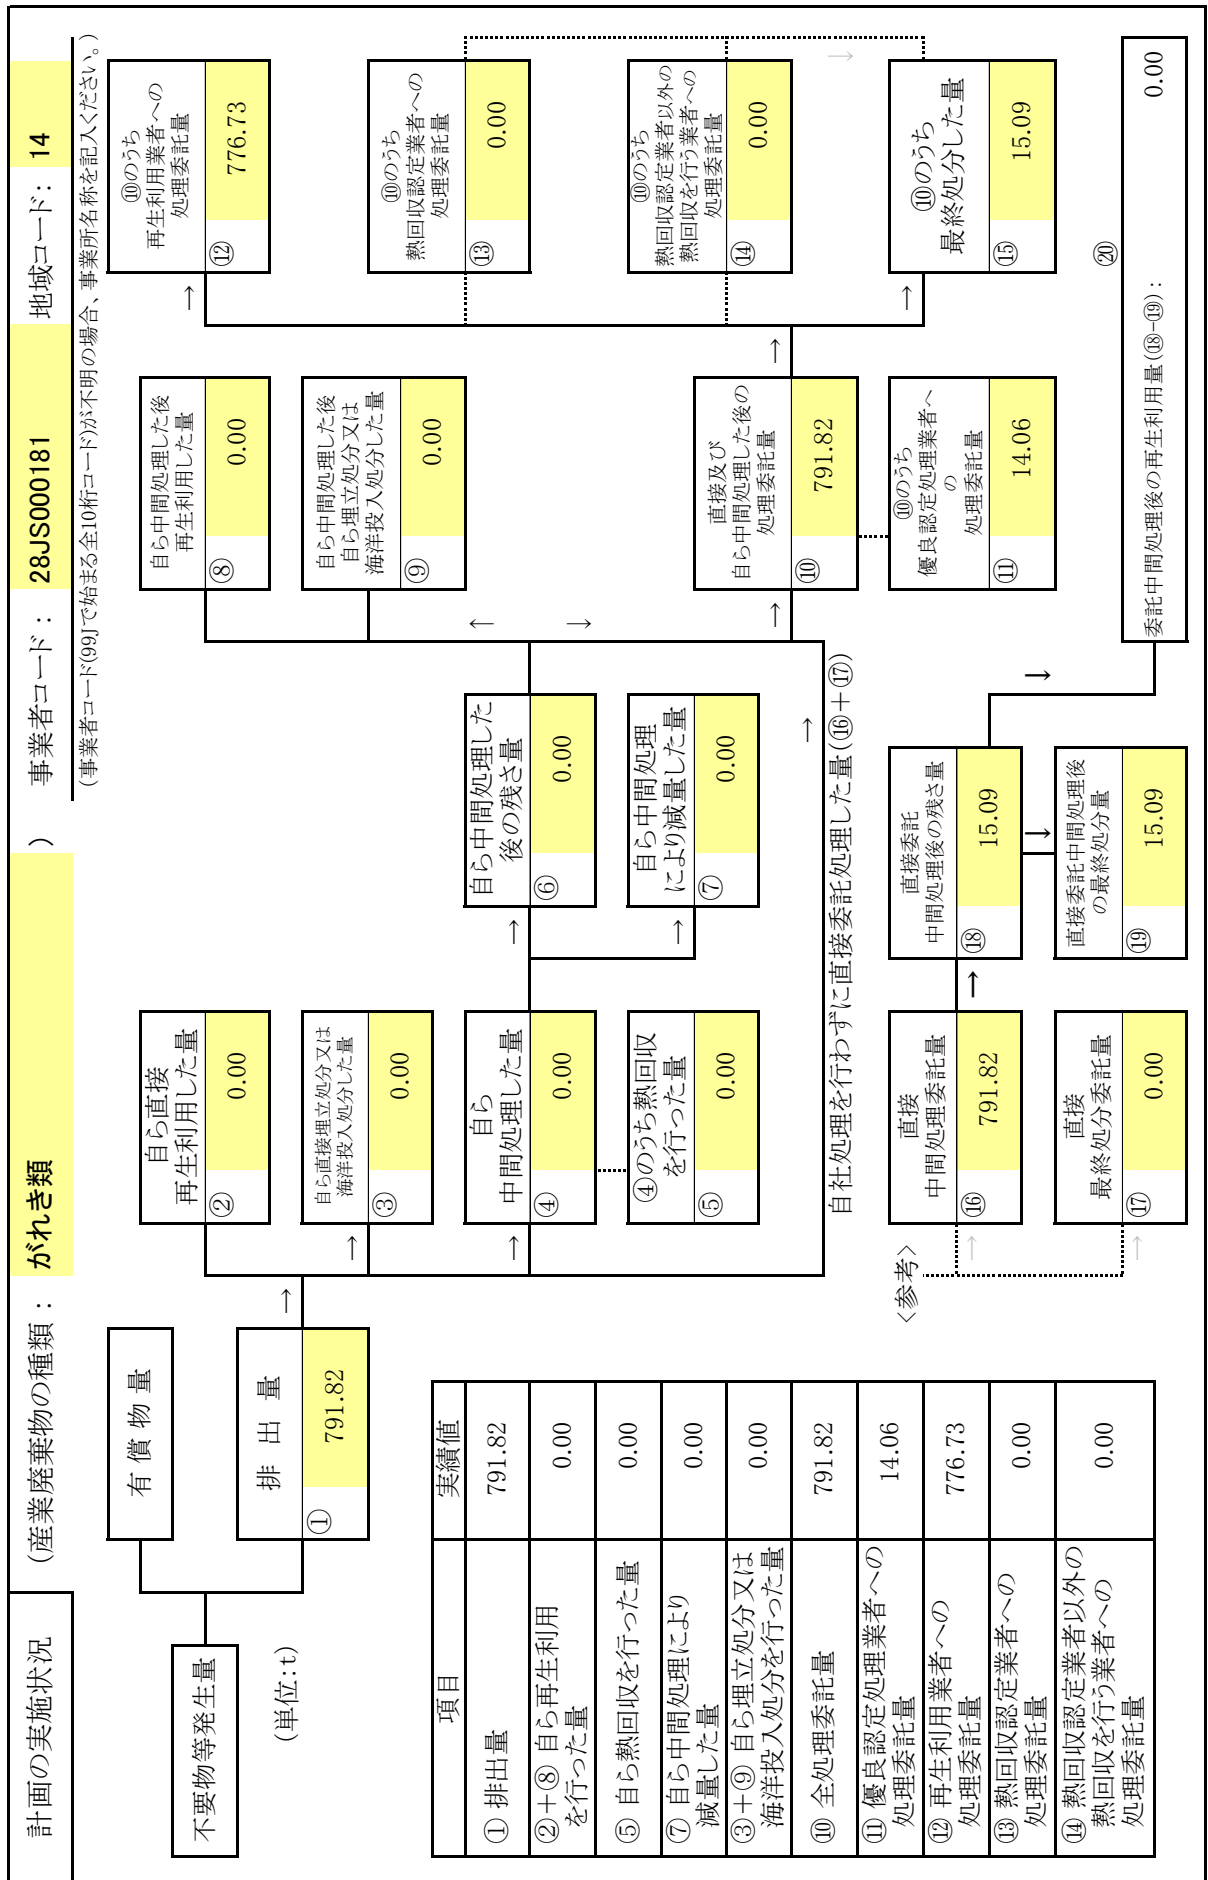 計画の実施状況
(産業廃棄物の種類： がれき類 )
事業者コード： 28JS000181 地域コード： 14
(事業者コード(99Jで始まる全10桁コード)が不明の場合、事業所名称を記入ください。)
不要物等発生量
(単位:t)
有償物量
排出量
① 791.82
→
自ら直接
再生利用した量
② 0.00
→
自ら直接埋立処分又は
海洋投入処分した量
③ 0.00
→
自ら
中間処理した量
④ 0.00
④のうち熱回収
を行った量
⑤ 0.00
→
自ら中間処理した
後の残さ量
⑥ 0.00
→
自ら中間処理
により減量した量
⑦ 0.00
↑
↓
自ら中間処理した後
再生利用した量
⑧ 0.00
自ら中間処理した後
自ら埋立処分又は
海洋投入処分した量
⑨ 0.00
→
→
直接及び
自ら中間処理した後の
処理委託量
⑩ 791.82
⑩のうち
優良認定処理業者へ
の
処理委託量
⑪ 14.06
→
→
⑩のうち
再生利用業者への
処理委託量
⑫ 776.73
⑩のうち
熱回収認定業者への
処理委託量
⑬ 0.00
⑩のうち
熱回収認定業者以外の
熱回収を行う業者への
処理委託量
⑭ 0.00
↓
→
⑩のうち
最終処分した量
⑮ 15.09
自社処理を行わずに直接委託処理した量(⑯＋⑰)
<参考>
→
直接
中間処理委託量
⑯ 791.82
→
直接
最終処分委託量
⑰ 0.00
→
直接委託
中間処理後の残さ量
⑱ 15.09
↓
直接委託中間処理後
の最終処分量
⑲ 15.09
↓
⑳
委託中間処理後の再生利用量(⑱-⑲)： 0.00
項目 実績値
① 排出量 791.82
②＋⑧ 自ら再生利用
を行った量 0.00
⑤ 自ら熱回収を行った量 0.00
⑦ 自ら中間処理により
減量した量 0.00
③＋⑨ 自ら埋立処分又は
海洋投入処分を行った量 0.00
⑩ 全処理委託量 791.82
⑪ 優良認定処理業者への
処理委託量 14.06
⑫ 再生利用業者への
処理委託量 776.73
⑬ 熱回収認定業者への
処理委託量 0.00
⑭ 熱回収認定業者以外の
熱回収を行う業者への
処理委託量 0.00